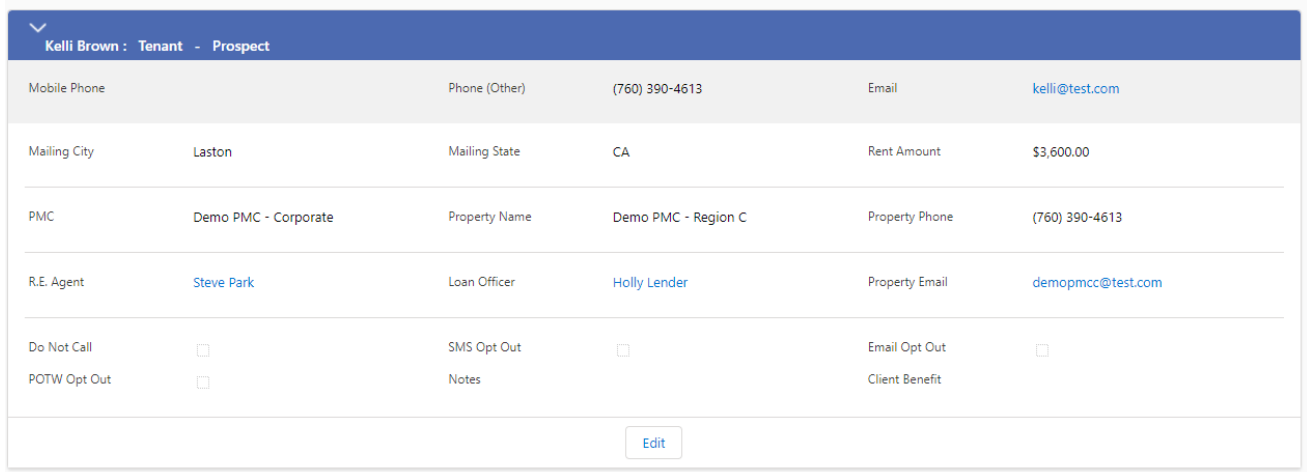 Kelli Brown : Tenant - Prospect
Mobile Phone Phone (Other) (760) 390-4613 Email kelli@test.com
Mailing City Laston Mailing State CA Rent Amount $3,600.00
PMC Demo PMC - Corporate Property Name Demo PMC - Region C Property Phone (760) 390-4613
R.E. Agent Steve Park Loan Officer Holly Lender Property Email demopmcc@test.com
Do Not Call SMS Opt Out Email Opt Out
POTW Opt Out Notes Client Benefit
Edit